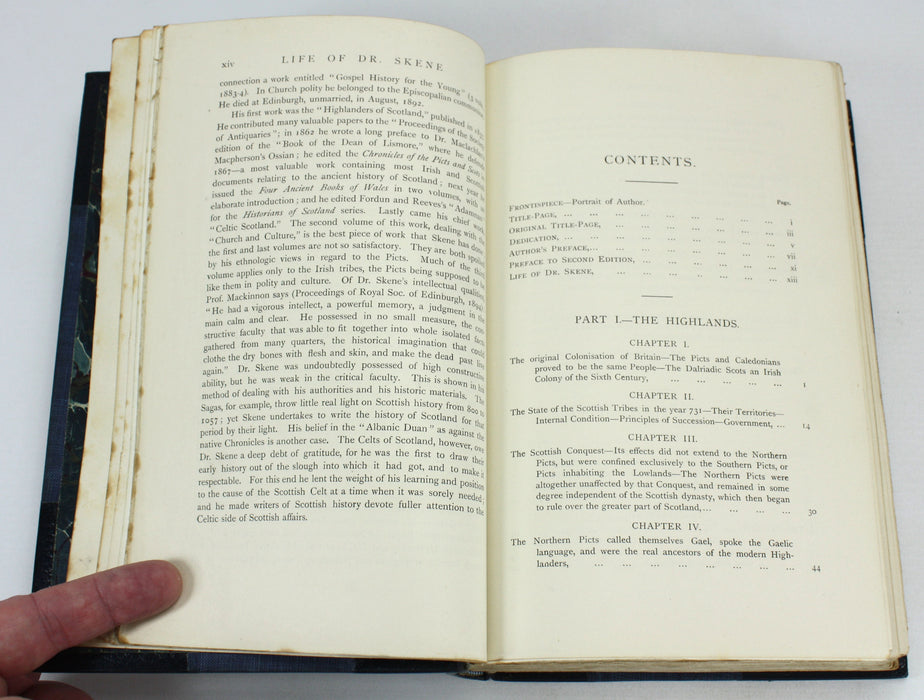 xiv LIFE OF DR. SKENE
connection a work entitled "Gospel History for the Young" (3
1883-4). In Church polity he belonged to the Episcopalian
He died at Edinburgh, unmarried, in August, 1892.
His first work was the "Highlanders of Scotland," published in
He contributed many valuable papers to the "Proceedings of the
of Antiquaries"; in 1862 he wrote a long preface to Dr.
edition of the "Book of the Dean of Lismore," where he
Macpherson's Ossian; he edited the Chronicles of the Picts and
1867—a most valuable work containing most Irish and
documents relating to the ancient history of Scotland; next
issued the Four Ancient Books of Wales in two volumes, with
elaborate introduction; and he edited Fordun and Reeves's
for the Historians of Scotland series. Lastly came his chief work
"Celtic Scotland." The second volume of this work, dealing with
"Church and Culture," is the best piece of work that Skene has
the first and last volumes are not so satisfactory. They are both
by his ethnologic views in regard to the Picts. Much of the
volume applies only to the Irish tribes, the Picts being supposed to be
like them in polity and culture. Of Dr. Skene's intellectual
Prof. Mackinnon says (Proceedings of Royal Soc. of Edinburgh,
"He had a vigorous intellect, a powerful memory, a judgment in the
main calm and clear. He possessed in no small measure, the con-
structive faculty that was able to fit together into whole isolated
gathered from many quarters, the historical imagination that could
clothe the dry bones with flesh and skin, and make the dead past live
again." Dr. Skene was undoubtedly possessed of high constructive
ability, but he was weak in the critical faculty. This is shown in his
method of dealing with his authorities and his historic materials. The
Sagas, for example, throw little real light on Scottish history from 800 to
1057; yet Skene undertakes to write the history of Scotland for that
period by their light. His belief in the "Albanic Duan" as against the
native Chronicles is another case. The Celts of Scotland, however, owe
Dr. Skene a deep debt of gratitude, for he was the first to draw their
early history out of the slough into which it had got, and to make it
respectable. For this end he lent the weight of his learning and position
to the cause of the Scottish Celt at a time when it was sorely needed;
and he made writers of Scottish history devote fuller attention to the
Celtic side of Scottish affairs.
CONTENTS.
Page.
FRONTISPIECE—Portrait of Author.
TITLE-PAGE, ... i
ORIGINAL TITLE-PAGE, ... iii
DEDICATION, ... v
AUTHOR'S PREFACE, ... vii
PREFACE TO SECOND EDITION, ... xi
LIFE OF DR. SKENE, ... xiii
PART I.—THE HIGHLANDS.
CHAPTER I.
The original Colonisation of Britain—The Picts and Caledonians
proved to be the same People—The Dalriadic Scots an Irish
Colony of the Sixth Century, ... 1
CHAPTER II.
The State of the Scottish Tribes in the year 731—Their Territories—
Internal Condition—Principles of Succession—Government, ... 14
CHAPTER III.
The Scottish Conquest—Its effects did not extend to the Northern
Picts, but were confined exclusively to the Southern Picts, or
Picts inhabiting the Lowlands—The Northern Picts were
altogether unaffected by that Conquest, and remained in some
degree independent of the Scottish dynasty, which then began
to rule over the greater part of Scotland, ... 30
CHAPTER IV.
The Northern Picts called themselves Gael, spoke the Gaelic
language, and were the real ancestors of the modern High-
landers, ... 44